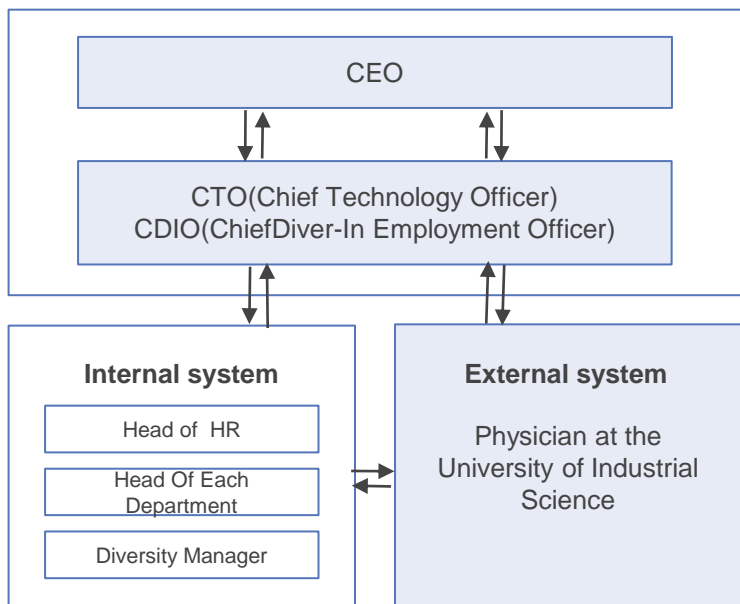 CEO
CTO(Chief Technology Officer)
CDIO(ChiefDiver-In Employment Officer)
Internal system
Head of HR
Head Of Each
Department
Diversity Manager
External system
Physician at the
University of Industrial
Science